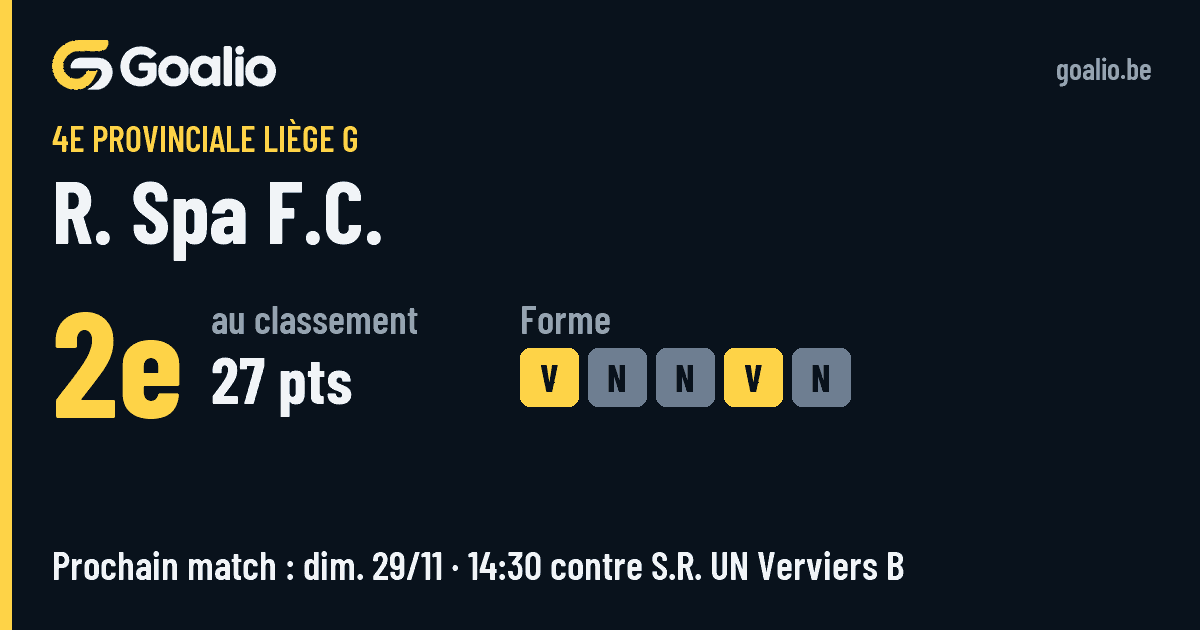 Goalio
goalio.be
4E PROVINCIALE LIÈGE G
R. Spa F.C.
2e
au classement
27 pts
Forme
V N N V N
Prochain match : dim. 29/11 · 14:30 contre S.R. UN Verviers B